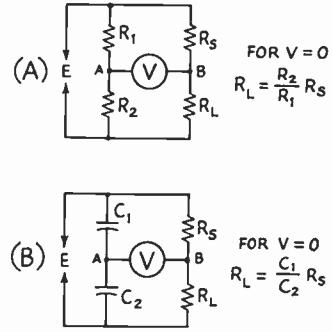 (A)
E
R1
RS
A
V
B
R2
RL
FOR V=0
RL = R2/R1 RS
(B)
E
C1
RS
A
V
B
C2
RL
FOR V=0
RL = C1/C2 RS